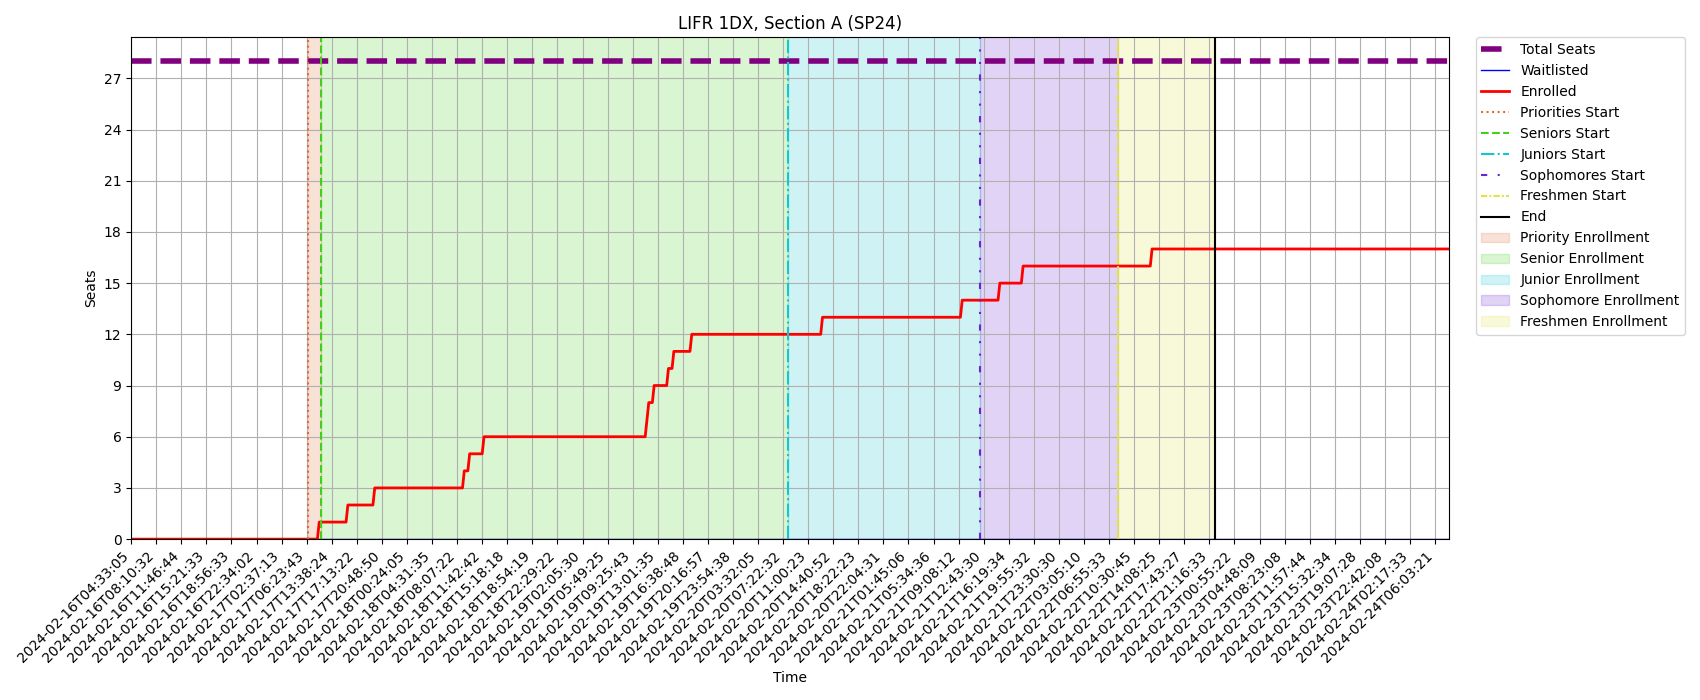 LIFR 1DX, Section A (SP24)
Seats
27
24
21
18
15
12
9
6
3
0
2024-02-16T04:33:05
2024-02-16T08:10:32
2024-02-16T11:46:44
2024-02-16T15:21:33
2024-02-16T18:56:33
2024-02-16T22:34:02
2024-02-17T02:37:13
2024-02-17T06:23:43
2024-02-17T13:38:24
2024-02-17T17:13:22
2024-02-17T20:48:50
2024-02-18T00:24:05
2024-02-18T04:31:35
2024-02-18T08:07:22
2024-02-18T11:42:42
2024-02-18T15:18:18
2024-02-18T18:54:19
2024-02-18T22:29:22
2024-02-19T02:05:30
2024-02-19T05:49:25
2024-02-19T09:25:43
2024-02-19T13:01:35
2024-02-19T16:38:48
2024-02-19T20:16:57
2024-02-19T23:54:38
2024-02-20T03:32:05
2024-02-20T07:22:32
2024-02-20T11:00:23
2024-02-20T14:40:52
2024-02-20T18:22:23
2024-02-20T22:04:31
2024-02-21T01:45:06
2024-02-21T05:34:36
2024-02-21T09:08:12
2024-02-21T12:43:30
2024-02-21T16:19:34
2024-02-21T19:55:32
2024-02-21T23:30:30
2024-02-22T03:05:10
2024-02-22T06:55:33
2024-02-22T10:30:45
2024-02-22T14:08:25
2024-02-22T17:43:27
2024-02-22T21:16:33
2024-02-23T00:55:22
2024-02-23T04:48:09
2024-02-23T08:23:08
2024-02-23T11:57:44
2024-02-23T15:32:34
2024-02-23T19:07:28
2024-02-23T22:42:08
2024-02-24T02:17:33
2024-02-24T06:03:21
Time
Total Seats
Waitlisted
Enrolled
Priorities Start
Seniors Start
Juniors Start
Sophomores Start
Freshmen Start
End
Priority Enrollment
Senior Enrollment
Junior Enrollment
Sophomore Enrollment
Freshmen Enrollment